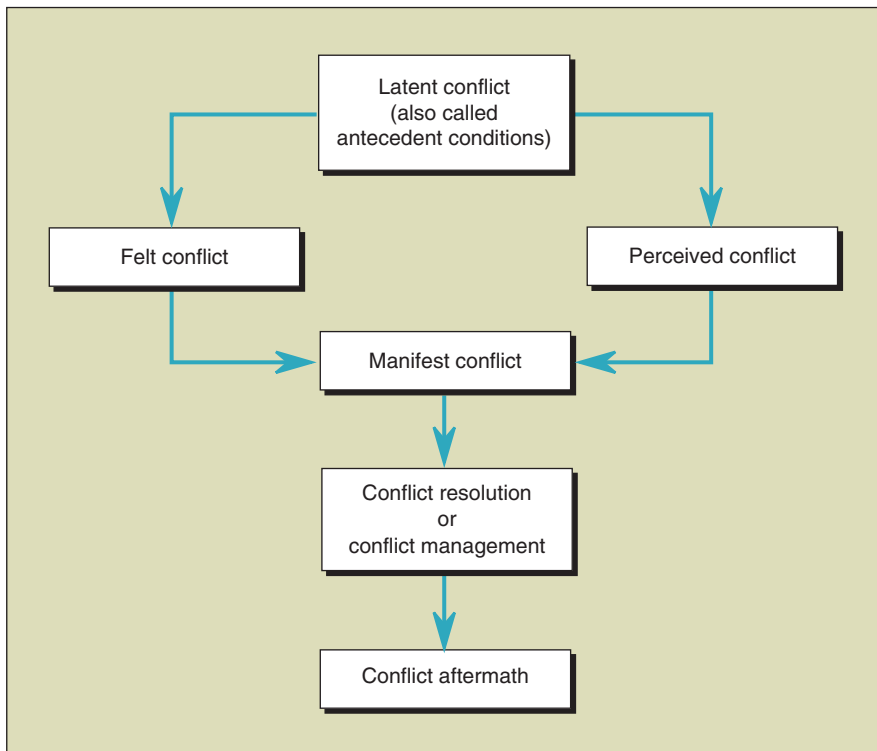 Latent conflict
(also called
antecedent conditions)
Felt conflict
Perceived conflict
Manifest conflict
Conflict resolution
or
conflict management
Conflict aftermath